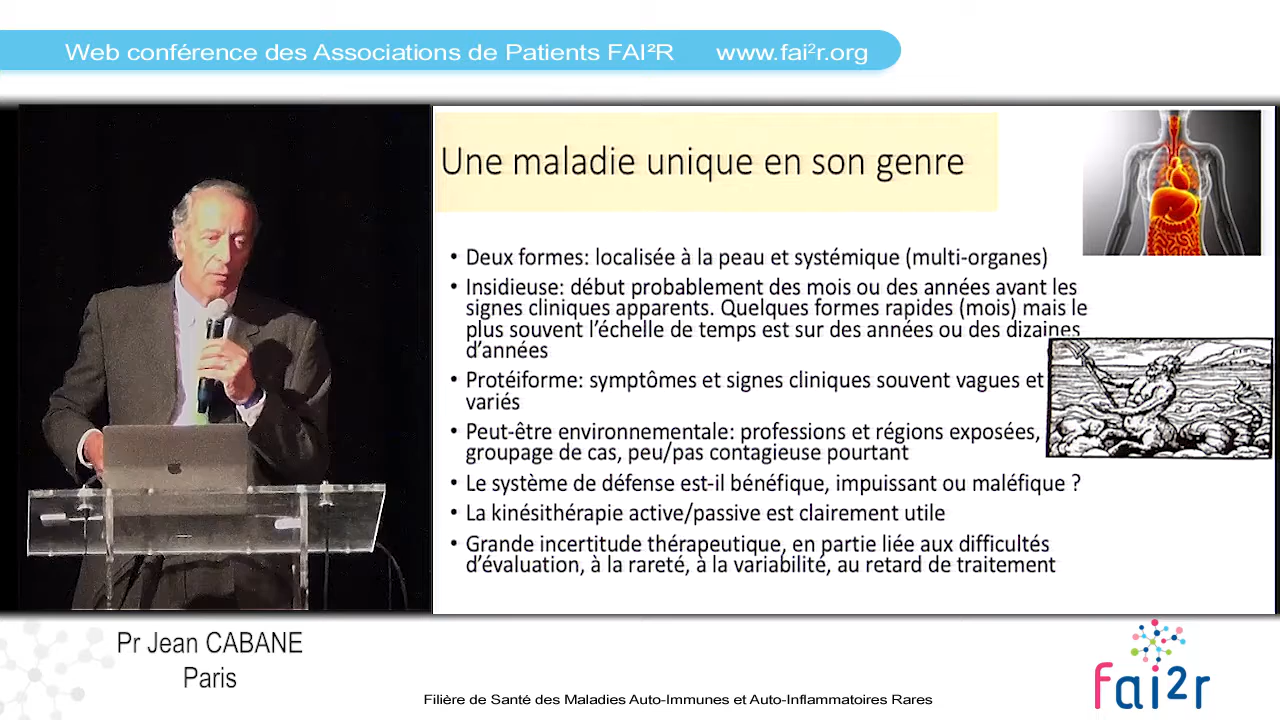 Web conférence des Associations de Patients FAI²R www.fai²r.org
Une maladie unique en son genre
• Deux formes: localisée à la peau et systémique (multi-organes)
• Insidieuse: début probablement des mois ou des années avant les
signes cliniques apparents. Quelques formes rapides (mois) mais le
plus souvent l'échelle de temps est sur des années ou des dizaines
d'années
• Protéiforme: symptômes et signes cliniques souvent vagues et
variés
• Peut-être environnementale: professions et régions exposées,
groupage de cas, peu/pas contagieuse pourtant
• Le système de défense est-il bénéfique, impuissant ou maléfique ?
• La kinésithérapie active/passive est clairement utile
• Grande incertitude thérapeutique, en partie liée aux difficultés
d'évaluation, à la rareté, à la variabilité, au retard de traitement
Pr Jean CABANE
Paris
Filière de Santé des Maladies Auto-Immunes et Auto-Inflammatoires Rares
fai2r